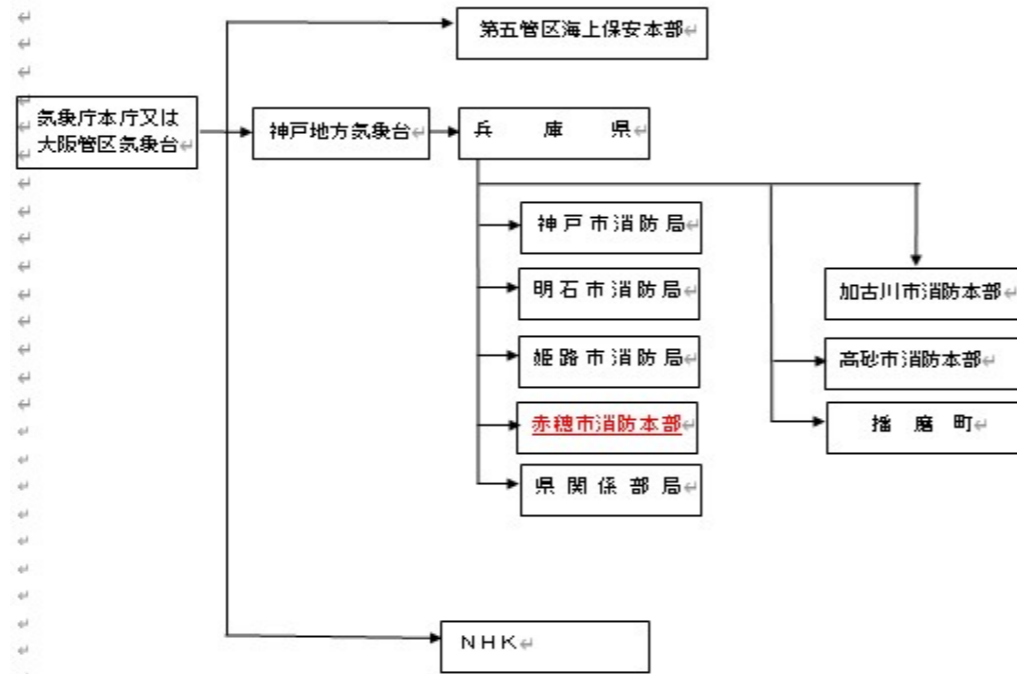 第五管区海上保安本部
気象庁本庁又は
大阪管区気象台
神戸地方気象台
兵庫県
神戸市消防局
明石市消防局
加古川市消防本部
姫路市消防局
高砂市消防本部
赤穂市消防本部
播磨町
県関係部局
NHK